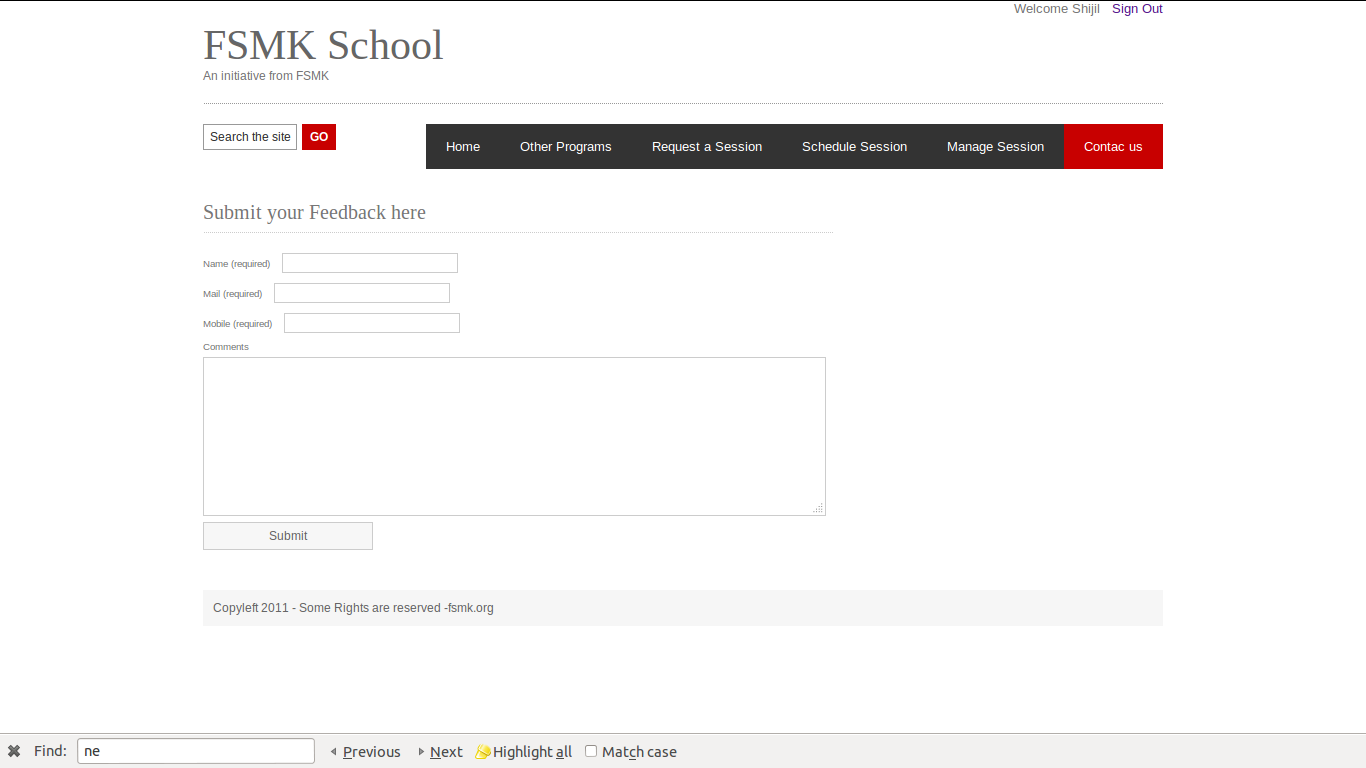 Welcome Shijil Sign Out
FSMK School
An initiative from FSMK
Search the site GO
Home Other Programs Request a Session Schedule Session Manage Session Contac us
Submit your Feedback here
Name (required)
Mail (required)
Mobile (required)
Comments
Submit
Copyleft 2011 - Some Rights are reserved -fsmk.org
Find: ne Previous Next Highlight all Match case